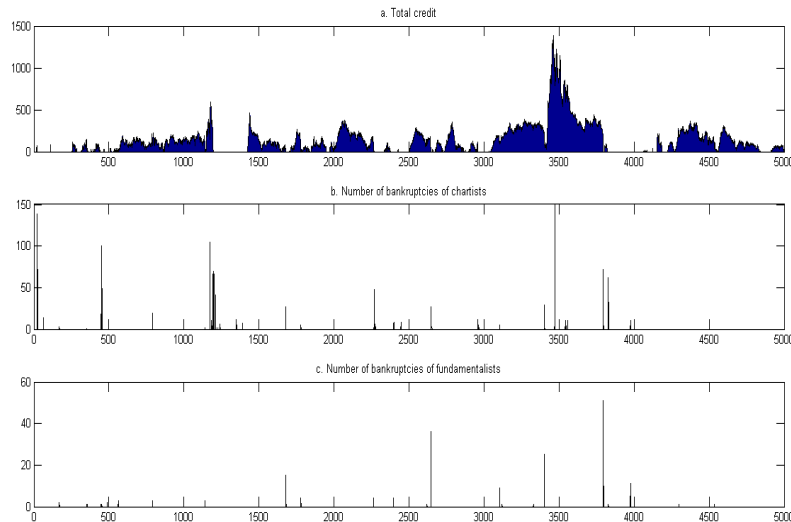 a. Total credit
1500
1000
500
0
500 1000 1500 2000 2500 3000 3500 4000 4500 5000
b. Number of bankruptcies of chartists
150
100
50
0
0 500 1000 1500 2000 2500 3000 3500 4000 4500 5000
c. Number of bankruptcies of fundamentalists
60
40
20
0
0 500 1000 1500 2000 2500 3000 3500 4000 4500 5000